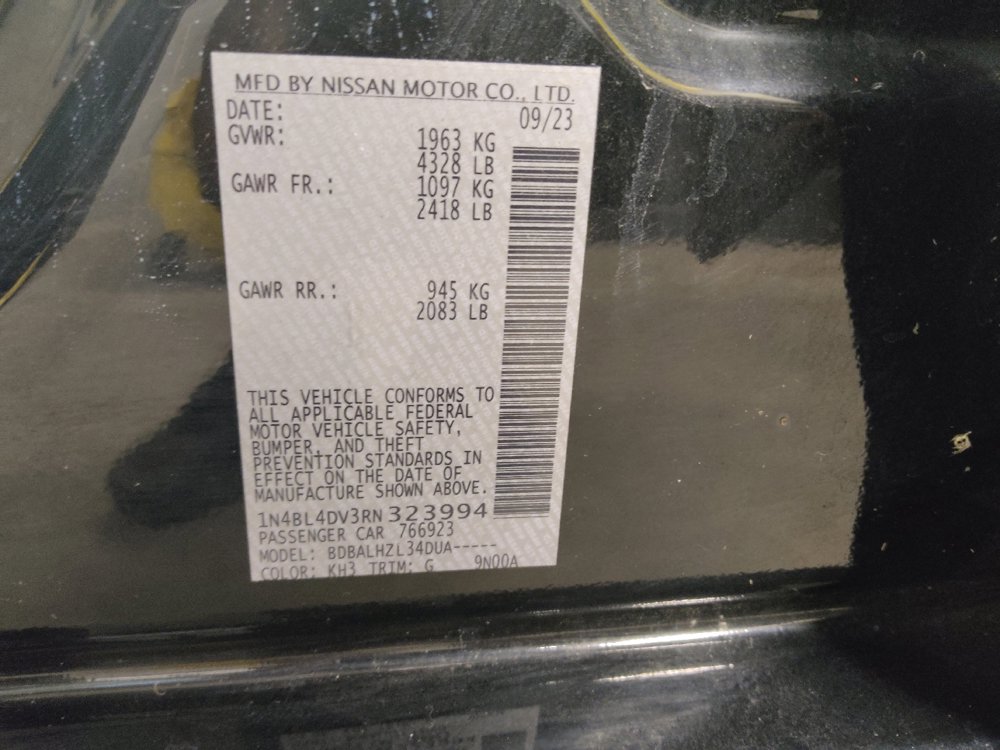 MFD BY NISSAN MOTOR CO., LTD.
DATE: 09/23
GVWR: 1963 KG
4328 LB
GAWR FR.: 1097 KG
2418 LB
GAWR RR.: 945 KG
2083 LB
THIS VEHICLE CONFORMS TO
ALL APPLICABLE FEDERAL
MOTOR VEHICLE SAFETY,
BUMPER, AND THEFT
PREVENTION STANDARDS IN
EFFECT ON THE DATE OF
MANUFACTURE SHOWN ABOVE.
1N4BL4DV3RN323994
PASSENGER CAR 766923
MODEL: BDBALHZL34DUA-----
COLOR: KH3 TRIM: G 9N00A